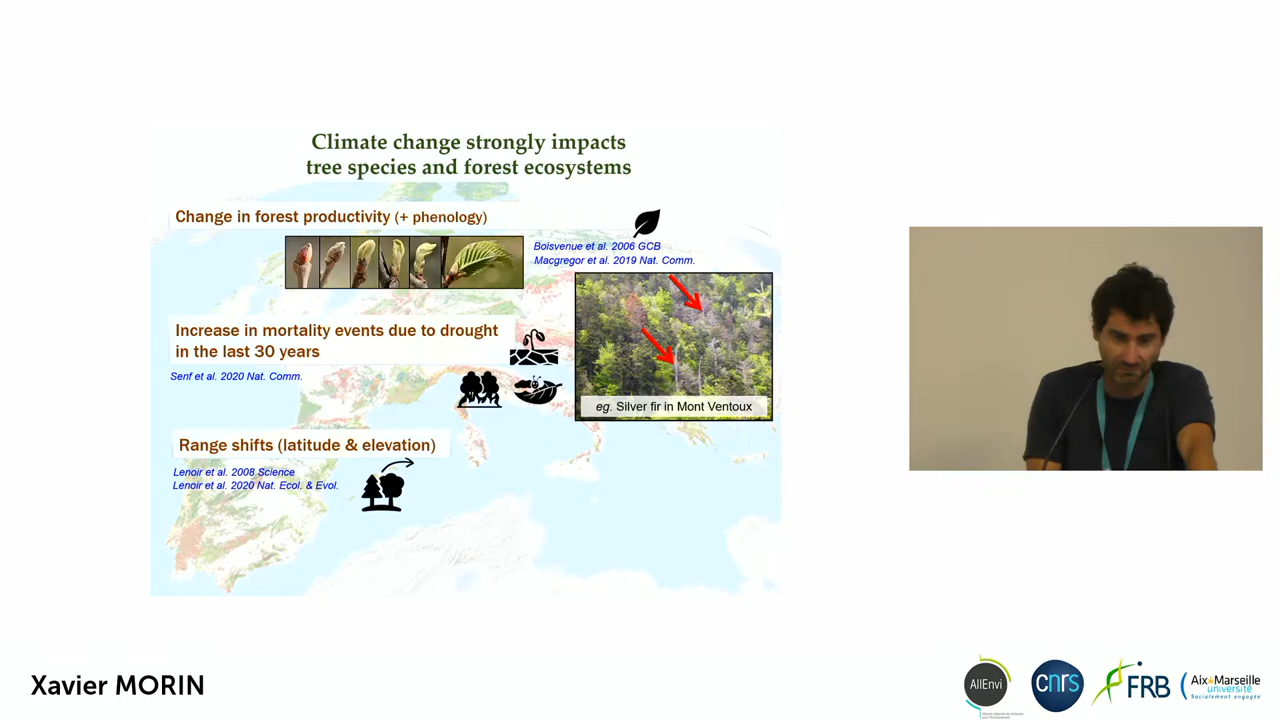 Climate change strongly impacts
tree species and forest ecosystems
Change in forest productivity (+ phenology)
Boisvenue et al. 2006 GCB
Macgregor et al. 2019 Nat. Comm.
Increase in mortality events due to drought
in the last 30 years
Senf et al. 2020 Nat. Comm.
eg. Silver fir in Mont Ventoux
Range shifts (latitude & elevation)
Lenoir et al. 2008 Science
Lenoir et al. 2020 Nat. Ecol. & Evol.
Xavier MORIN
AllEnvi
cnrs
FRB
Aix Marseille
université
Socialement engagée